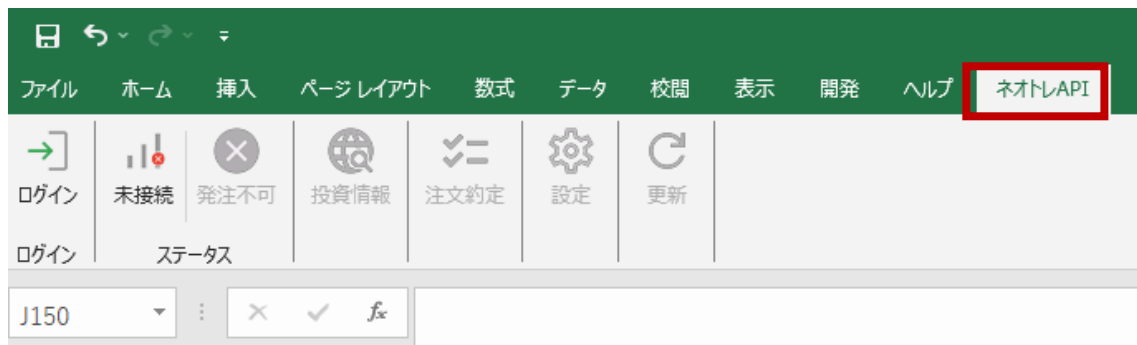 ファイル ホーム 挿入 ページ レイアウト 数式 データ 校閲 表示 開発 ヘルプ ネオトレAPI
ログイン 未接続 発注不可 投資情報 注文約定 設定 更新
ログイン ステータス
J150 fx